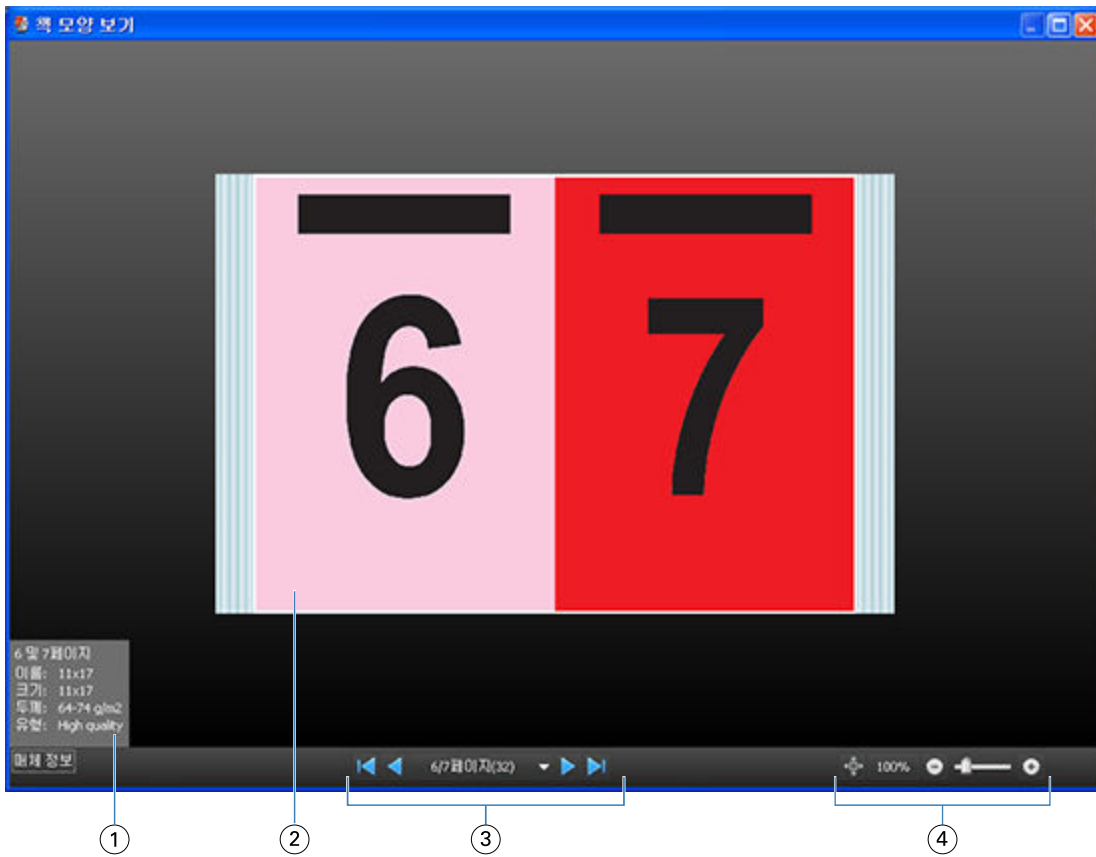 책 모양 보기
6 7
6 및 7페이지
이름: 11x17
크기: 11x17
두께: 64-74 g/m2
유형: High quality
매체 정보
6/7페이지(32)
100%
1 2 3 4